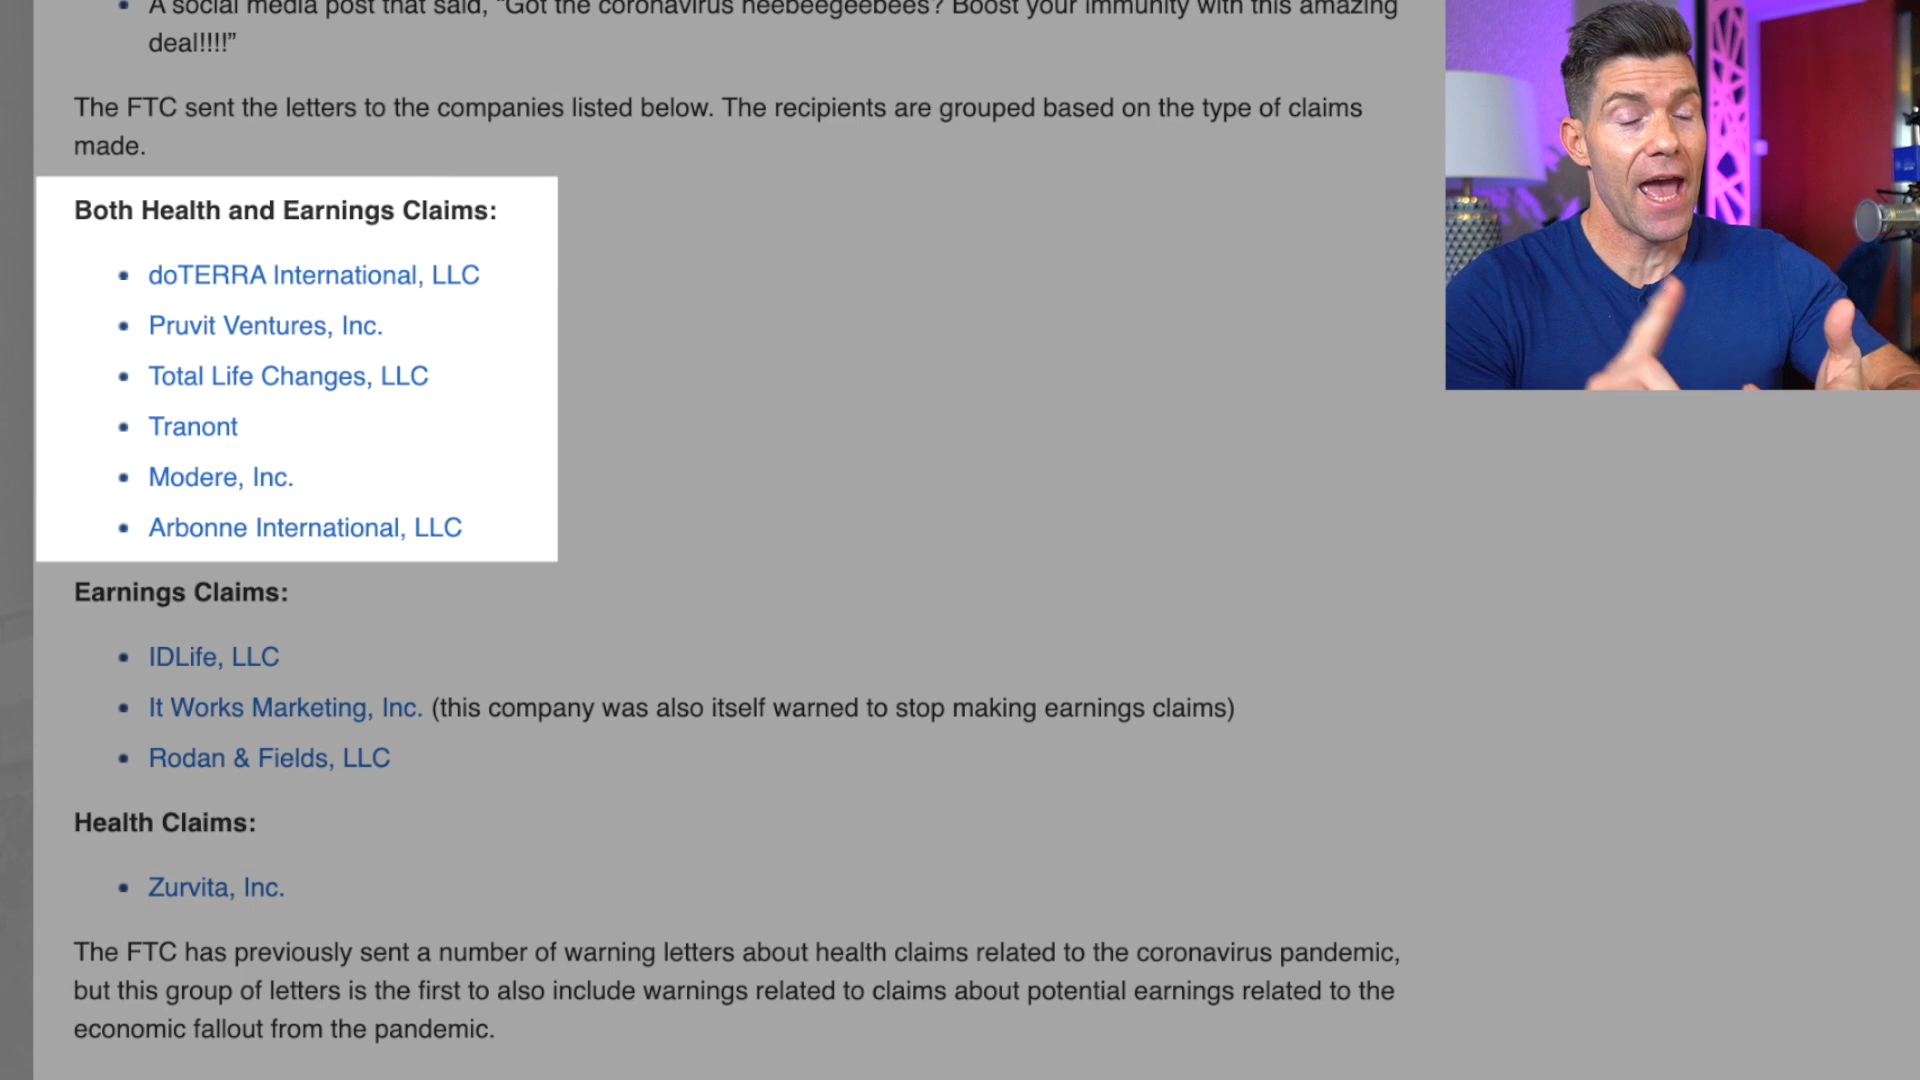 A social media post that said, “Got the coronavirus heebeegeebees? Boost your immunity with this amazing
deal!!!!”
The FTC sent the letters to the companies listed below. The recipients are grouped based on the type of claims
made.
Both Health and Earnings Claims:
doTERRA International, LLC
Pruvit Ventures, Inc.
Total Life Changes, LLC
Tranont
Modere, Inc.
Arbonne International, LLC
Earnings Claims:
IDLife, LLC
It Works Marketing, Inc. (this company was also itself warned to stop making earnings claims)
Rodan & Fields, LLC
Health Claims:
Zurvita, Inc.
The FTC has previously sent a number of warning letters about health claims related to the coronavirus pandemic,
but this group of letters is the first to also include warnings related to claims about potential earnings related to the
economic fallout from the pandemic.